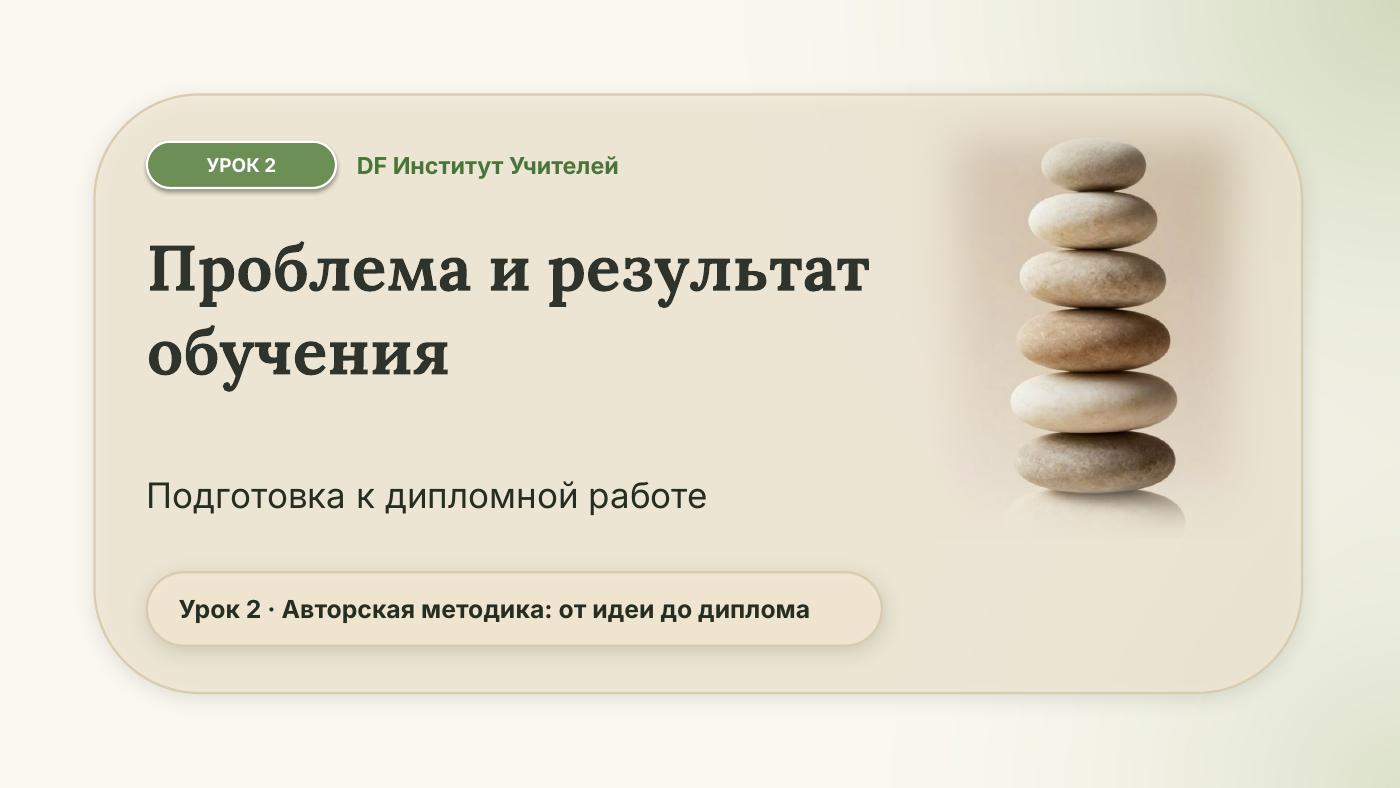 УРОК 2
DF Институт Учителей
Проблема и результат
обучения
Подготовка к дипломной работе
Урок 2 · Авторская методика: от идеи до диплома